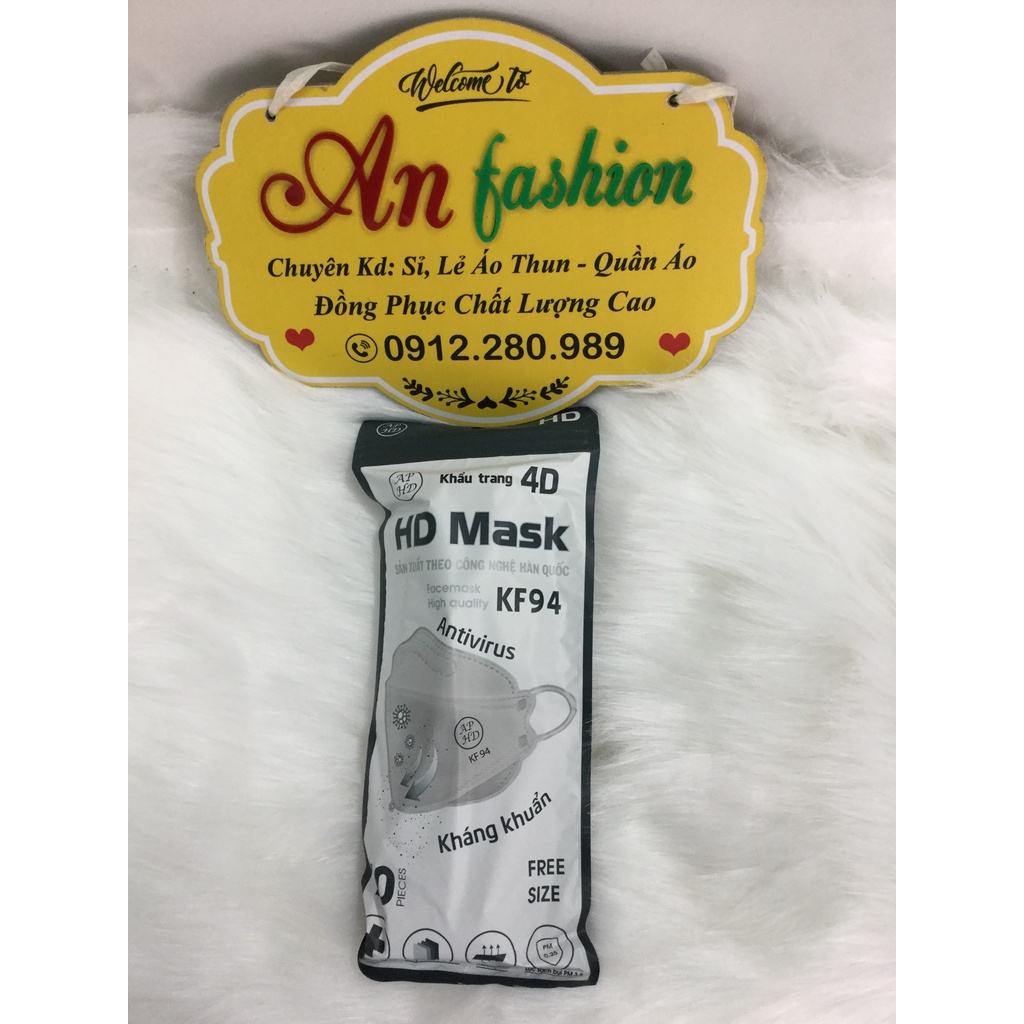 Welcome to
An fashion
Chuyên Kd: Sỉ, Lẻ Áo Thun - Quần Áo
Đồng Phục Chất Lượng Cao
0912.280.989
HD
AP
HD
Khẩu trang 4D
HD Mask
SẢN XUẤT THEO CÔNG NGHỆ HÀN QUỐC
Facemask
High quality KF94
Antivirus
AP
HD
KF94
Kháng khuẩn
PIECES
FREE
SIZE
PM